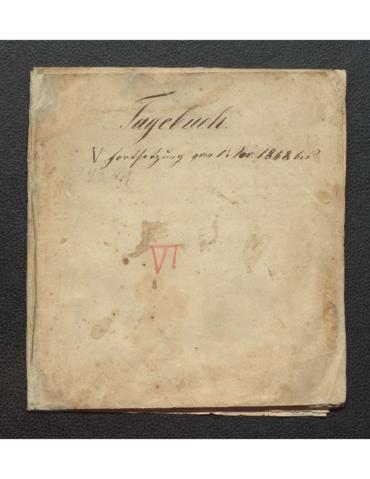 Tagebuch.
V Fortsetzung vom 1. Nov. 1868 bis
VI